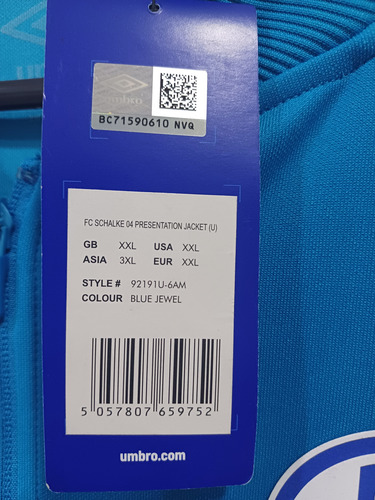 umbro
BC71590610 NVQ
FC SCHALKE 04 PRESENTATION JACKET (U)
GB XXL USA XXL
ASIA 3XL EUR XXL
STYLE # 92191U-6AM
COLOUR BLUE JEWEL
5 057807 659752
umbro.com